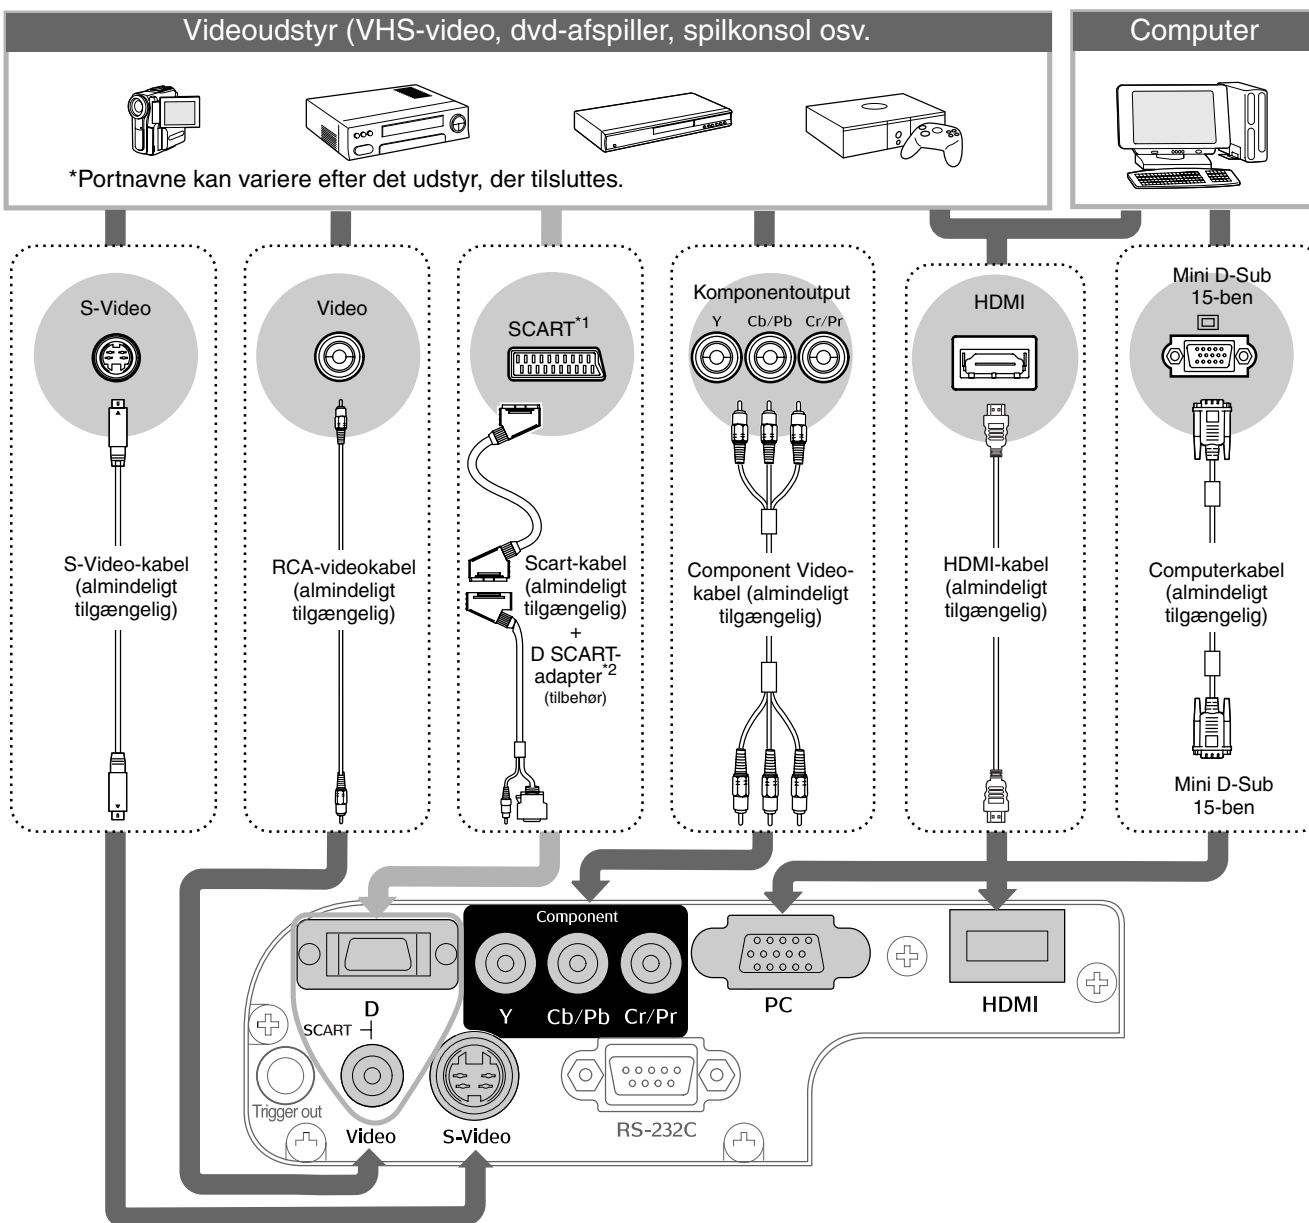 Videoudstyr (VHS-video, dvd-afspiller, spilkonsol osv.
Computer
*Portnavne kan variere efter det udstyr, der tilsluttes.
S-Video
Video
SCART*1
Komponentoutput
Y Cb/Pb Cr/Pr
HDMI
Mini D-Sub
15-ben
S-Video-kabel
(almindeligt
tilgængelig)
RCA-videokabel
(almindeligt
tilgængelig)
Scart-kabel
(almindeligt
tilgængelig)
+
D SCART-
adapter*2
(tilbehør)
Component Video-
kabel (almindeligt
tilgængelig)
HDMI-kabel
(almindeligt
tilgængelig)
Computerkabel
(almindeligt
tilgængelig)
Mini D-Sub
15-ben
Component
Y Cb/Pb Cr/Pr
D
SCART
PC
HDMI
Trigger out
Video
S-Video
RS-232C